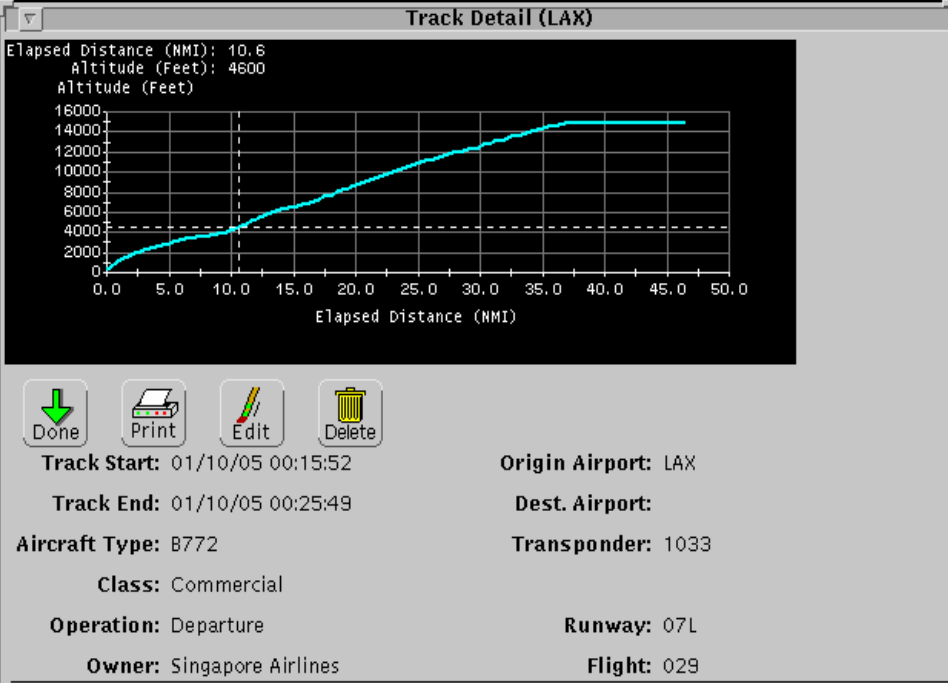 Track Detail (LAX)
Elapsed Distance (NMI): 10.6
Altitude (Feet): 4600
Altitude (Feet)
16000
14000
12000
10000
8000
6000
4000
2000
0
0.0 5.0 10.0 15.0 20.0 25.0 30.0 35.0 40.0 45.0 50.0
Elapsed Distance (NMI)
Done Print Edit Delete
Track Start: 01/10/05 00:15:52 Origin Airport: LAX
Track End: 01/10/05 00:25:49 Dest. Airport:
Aircraft Type: B772 Transponder: 1033
Class: Commercial
Operation: Departure Runway: 07L
Owner: Singapore Airlines Flight: 029